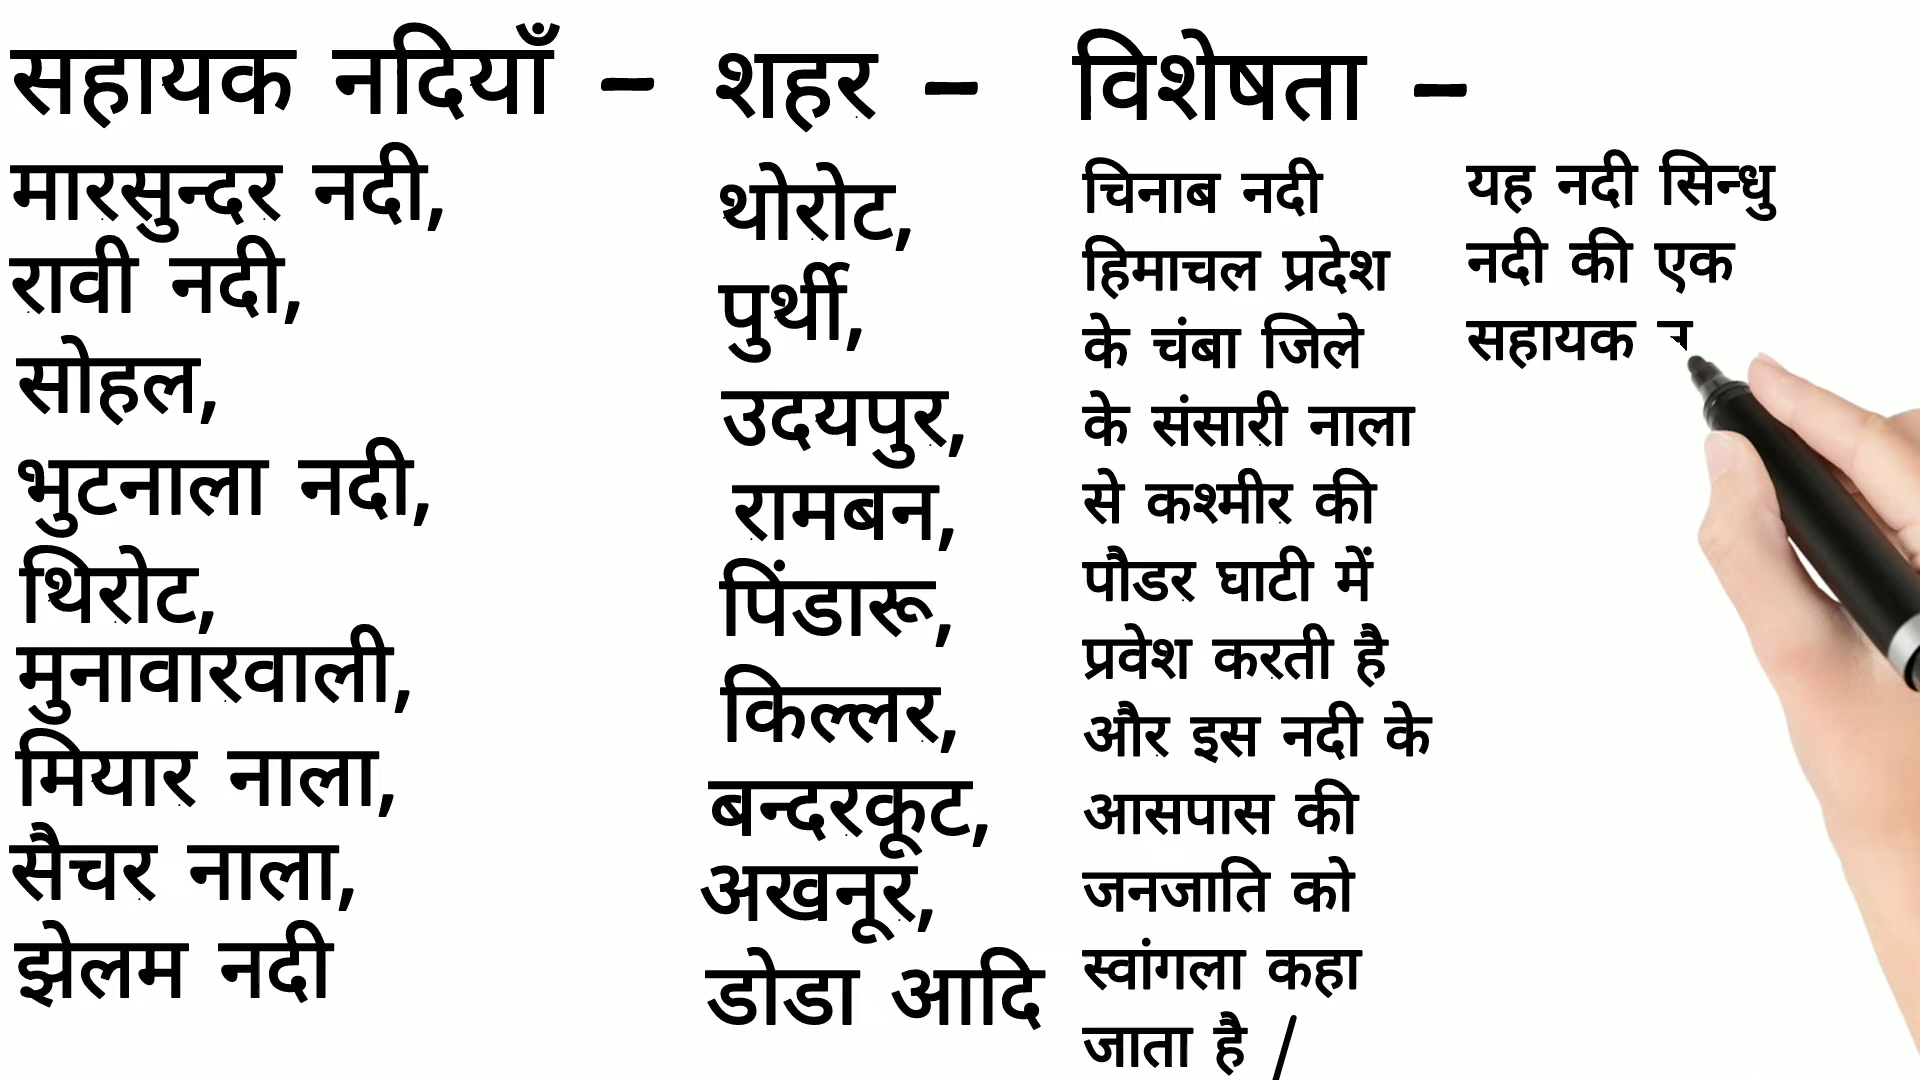 सहायक नदियाँ -
मारसुन्दर नदी,
रावी नदी,
सोहल,
भुटनाला नदी,
थिरोट,
मुनावारवाली,
मियार नाला,
सैचर नाला,
झेलम नदी
शहर -
थोरोट,
पुर्थी,
उदयपुर,
रामबन,
पिंडारू,
किल्लर,
बन्दरकूट,
अखनूर,
डोडा आदि
विशेषता -
चिनाब नदी
हिमाचल प्रदेश
के चंबा जिले
के संसारी नाला
से कश्मीर की
पौडर घाटी में
प्रवेश करती है
और इस नदी के
आसपास की
जनजाति को
स्वांगला कहा
जाता है /
यह नदी सिन्धु
नदी की एक
सहायक